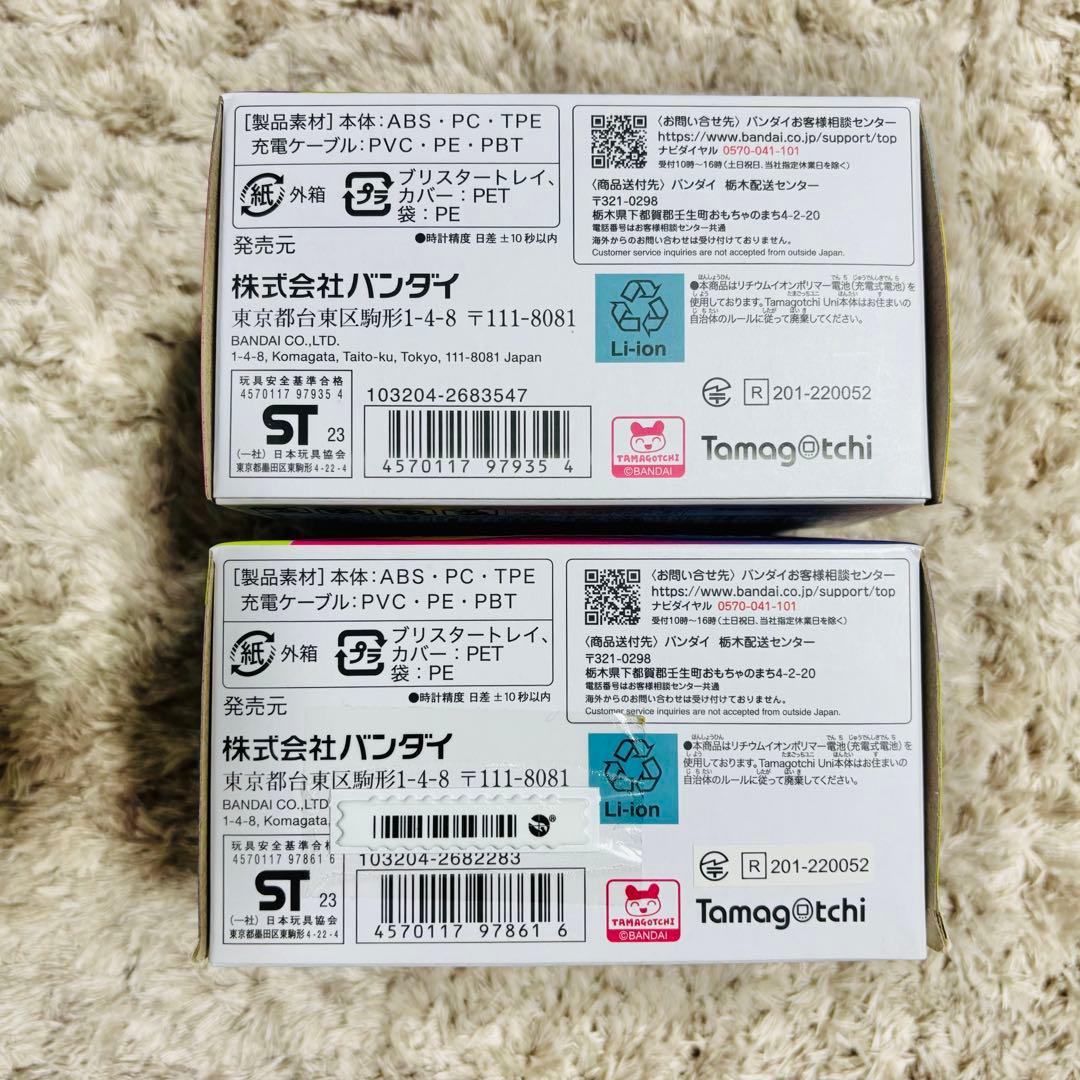 [製品素材] 本体：ABS・PC・TPE
充電ケーブル：PVC・PE・PBT
紙 外箱
プラ ブリスタートレイ、
カバー：PET
袋：PE
●時計精度 日差±10秒以内
発売元
株式会社バンダイ
東京都台東区駒形1-4-8 〒111-8081
BANDAI CO.,LTD.
1-4-8, Komagata, Taito-ku, Tokyo, 111-8081 Japan
玩具安全基準合格
4570117 97935 4
ST 23
(一社) 日本玩具協会
東京都墨田区東駒形4-22-4
103204-2683547
4570117 97935 4
〈お問い合せ先〉バンダイお客様相談センター
https://www.bandai.co.jp/support/top
ナビダイヤル 0570-041-101
受付10時〜16時（土日祝日、当社指定休業日を除く）
〈商品送付先〉バンダイ 栃木配送センター
〒321-0298
栃木県下都賀郡壬生町おもちゃのまち4-2-20
電話番号はお客様相談センター共通
海外からのお問い合わせは受け付けておりません。
Customer service inquiries are not accepted from outside Japan.
Li-ion
●本商品はリチウムイオンポリマー電池(充電式電池)を
使用しております。Tamagotchi Uni本体はお住まいの
自治体のルールに従って廃棄してください。
R 201-220052
TAMAGOTCHI
©BANDAI
Tamagotchi
[製品素材] 本体：ABS・PC・TPE
充電ケーブル：PVC・PE・PBT
紙 外箱
プラ ブリスタートレイ、
カバー：PET
袋：PE
●時計精度 日差±10秒以内
発売元
株式会社バンダイ
東京都台東区駒形1-4-8 〒111-8081
BANDAI CO.,LTD.
1-4-8, Komagata,
玩具安全基準合格
4570117 97861 6
ST 23
(一社) 日本玩具協会
東京都墨田区東駒形4-22-4
103204-2682283
4570117 97861 6
〈お問い合せ先〉バンダイお客様相談センター
https://www.bandai.co.jp/support/top
ナビダイヤル 0570-041-101
受付10時〜16時（土日祝日、当社指定休業日を除く）
〈商品送付先〉バンダイ 栃木配送センター
〒321-0298
栃木県下都賀郡壬生町おもちゃのまち4-2-20
電話番号はお客様相談センター共通
海外からのお問い合わせは受け付けておりません。
Customer service inquiries are not accepted from outside Japan.
Li-ion
●本商品はリチウムイオンポリマー電池(充電式電池)を
使用しております。Tamagotchi Uni本体はお住まいの
自治体のルールに従って廃棄してください。
R 201-220052
TAMAGOTCHI
©BANDAI
Tamagotchi